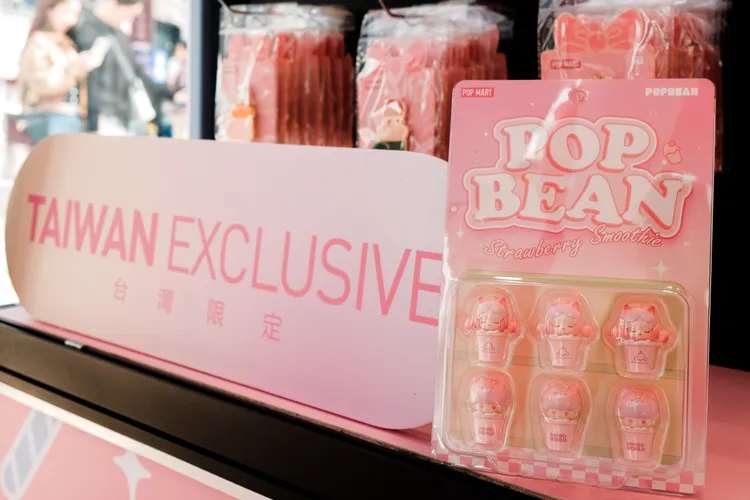 TAIWAN EXCLUSIVE
台灣限定
POP MART
POPBEAN
POP
BEAN
Strawberry Smoothie